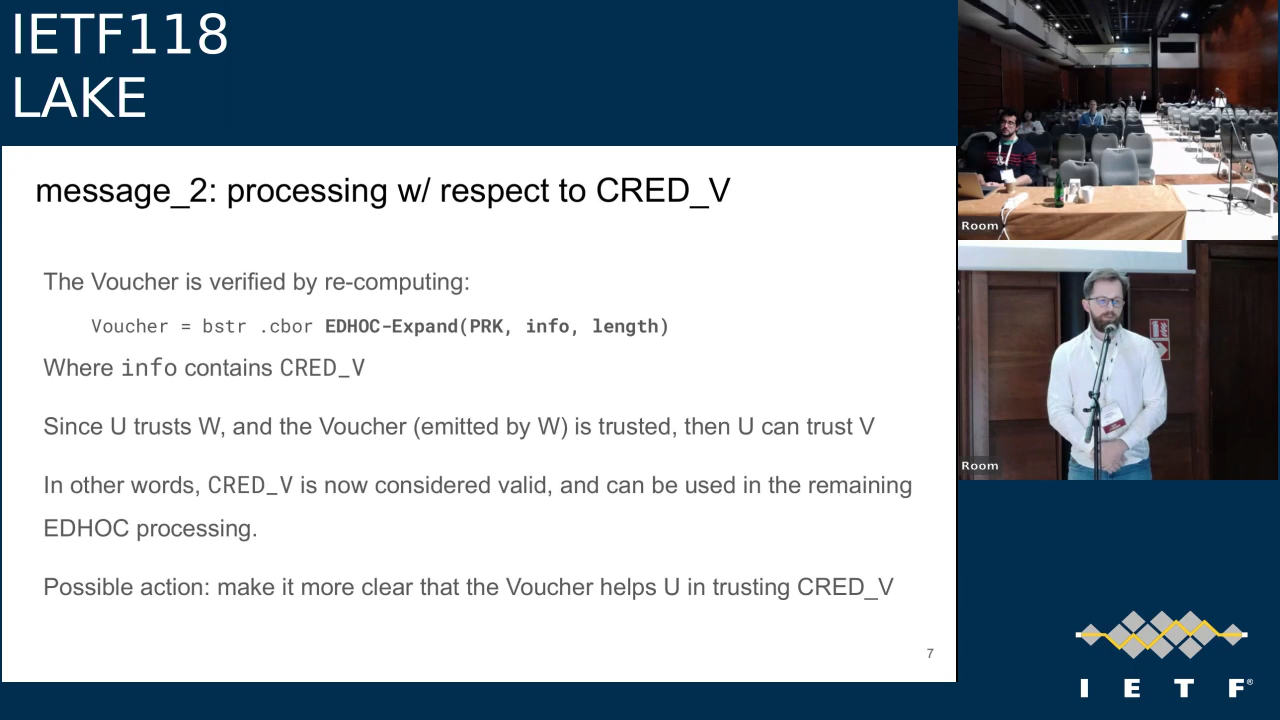 IETF118
LAKE
message_2: processing w/ respect to CRED_V
The Voucher is verified by re-computing:
Voucher = bstr .cbor EDHOC-Expand(PRK, info, length)
Where info contains CRED_V
Since U trusts W, and the Voucher (emitted by W) is trusted, then U can trust V
In other words, CRED_V is now considered valid, and can be used in the remaining
EDHOC processing.
Possible action: make it more clear that the Voucher helps U in trusting CRED_V
7
Room
Room
I E T F®